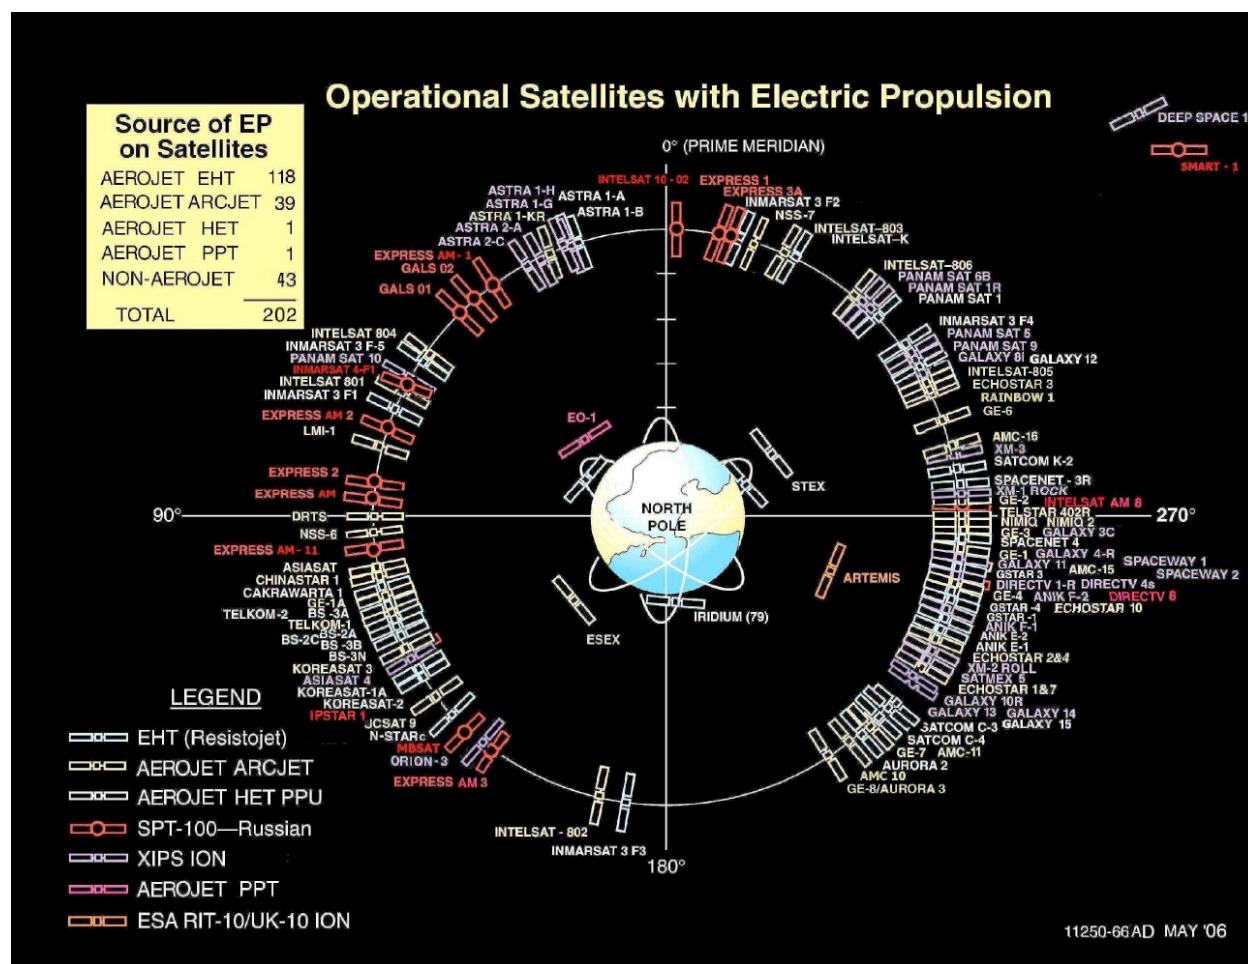 Operational Satellites with Electric Propulsion
Source of EP
on Satellites
AEROJET EHT 118
AEROJET ARCJET 39
AEROJET HET 1
AEROJET PPT 1
NON-AEROJET 43
TOTAL 202
DEEP SPACE 1
SMART - 1
0° (PRIME MERIDIAN)
INTELSAT 10 - 02
EXPRESS 1
EXPRESS 3A
INMARSAT 3 F2
NSS-7
INTELSAT-803
INTELSAT-K
INTELSAT-806
PANAM SAT 6B
PANAM SAT 1R
PANAM SAT 1
INMARSAT 3 F4
PANAM SAT 5
PANAM SAT 9
GALAXY 8i GALAXY 12
INTELSAT-805
ECHOSTAR 3
RAINBOW 1
GE-6
AMC-16
XM-3
SATCOM K-2
SPACENET - 3R
XM-1 ROCK
GE-2 INTELSAT AM 8
TELSTAR 402R
270°
NIMIQ NIMIQ 2
GE-3 GALAXY 3C
SPACENET 4
GE-1 GALAXY 4-R SPACEWAY 1
GALAXY 11 AMC-15 SPACEWAY 2
GSTAR 3
DIRECTV 1-R DIRECTV 4s
GE-4 ANIK F-2 DIRECTV 8
GSTAR -4 ECHOSTAR 10
GSTAR -1
ANIK F-1
ANIK E-2
ANIK E-1
ECHOSTAR 2&4
XM-2 ROLL
SATMEX 5
ECHOSTAR 1&7
GALAXY 10R
GALAXY 13 GALAXY 14
SATCOM C-3 GALAXY 15
SATCOM C-4
GE-7 AMC-11
AURORA 2
AMC 10
GE-8/AURORA 3
180°
INMARSAT 3 F3
INTELSAT - 802
EXPRESS AM 3
ORION - 3
MBSAT
N-STAR c
JCSAT 9
IPSTAR 1
KOREASAT-2
KOREASAT-1A
ASIASAT 4
KOREASAT 3
BS-3N
BS -3B
BS-2C
BS-2A
TELKOM-1
TELKOM-2
BS -3A
GE-1A
CAKRAWARTA 1
CHINASTAR 1
ASIASAT
EXPRESS AM - 11
NSS-6
DRTS
90°
EXPRESS AM
EXPRESS 2
LMI-1
EXPRESS AM 2
INMARSAT 3 F1
INTELSAT 801
INMARSAT 4-F1
PANAM SAT 10
INMARSAT 3 F-5
INTELSAT 804
GALS 01
GALS 02
EXPRESS AM - 1
ASTRA 2-C
ASTRA 2-A
ASTRA 1-KR
ASTRA 1-G
ASTRA 1-H
ASTRA 1-A
ASTRA 1-B
EO-1
STEX
NORTH
POLE
ARTEMIS
IRIDIUM (79)
ESEX
LEGEND
EHT (Resistojet)
AEROJET ARCJET
AEROJET HET PPU
SPT-100—Russian
XIPS ION
AEROJET PPT
ESA RIT-10/UK-10 ION
11250-66AD MAY '06